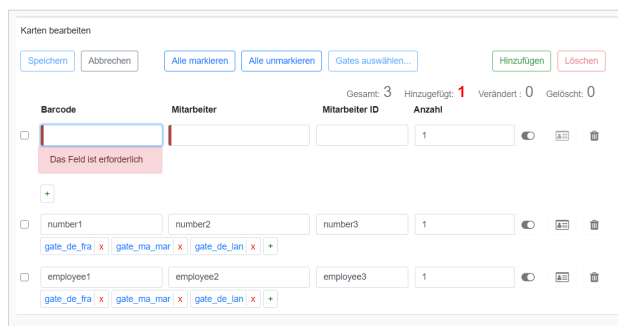 Karten bearbeiten
Speichern Abbrechen Alle markieren Alle unmarkieren Gates auswählen... Hinzufügen Löschen
Gesamt: 3 Hinzugefügt: 1 Verändert : 0 Gelöscht: 0
Barcode Mitarbeiter Mitarbeiter ID Anzahl
1
Das Feld ist erforderlich
+
number1 number2 number3 1
gate_de_fra x gate_ma_mar x gate_de_lan x +
employee1 employee2 employee3 1
gate_de_fra x gate_ma_mar x gate_de_lan x +